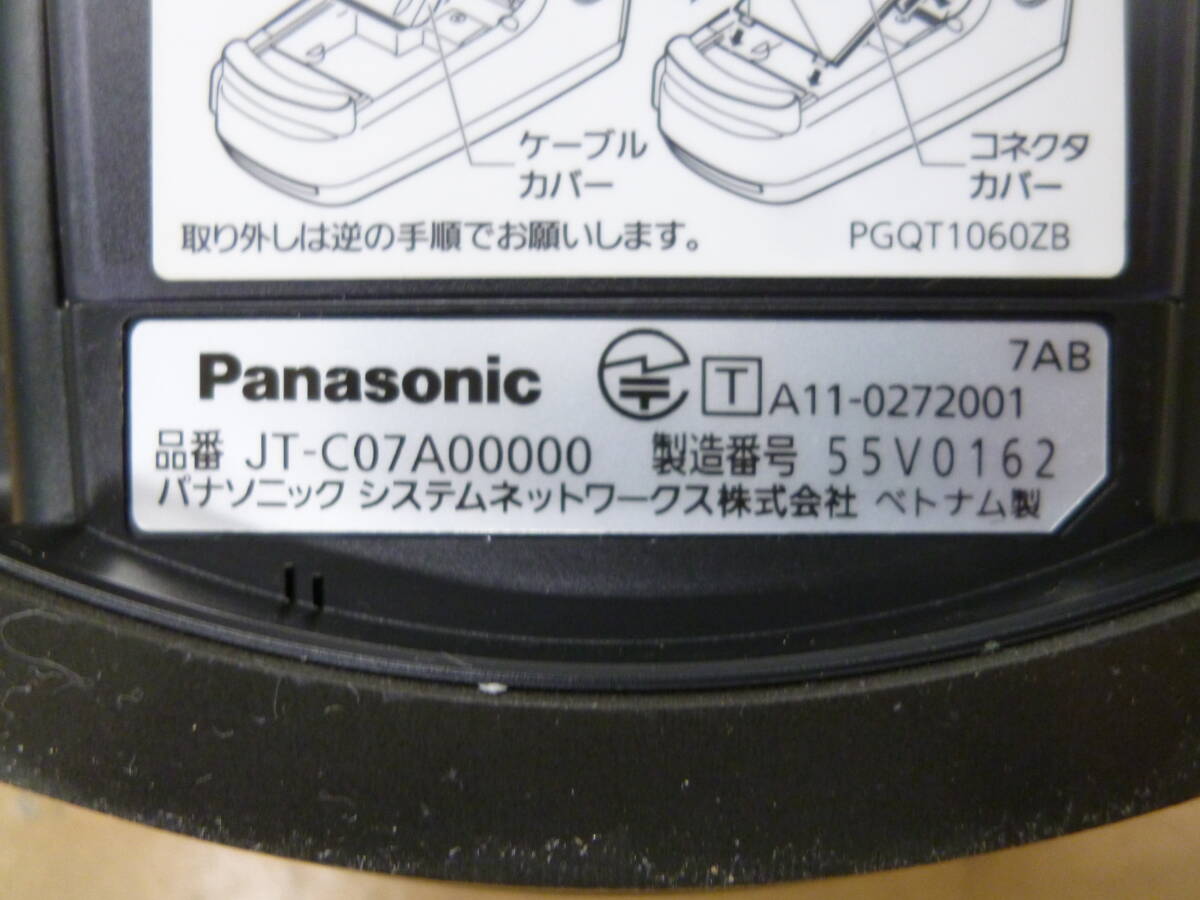 ケーブル
カバー
コネクタ
カバー
取り外しは逆の手順でお願いします。
PGQT1060ZB
Panasonic
T A11-0272001
7AB
品番 JT-C07A00000 製造番号 55V0162
パナソニック システムネットワークス株式会社 ベトナム製